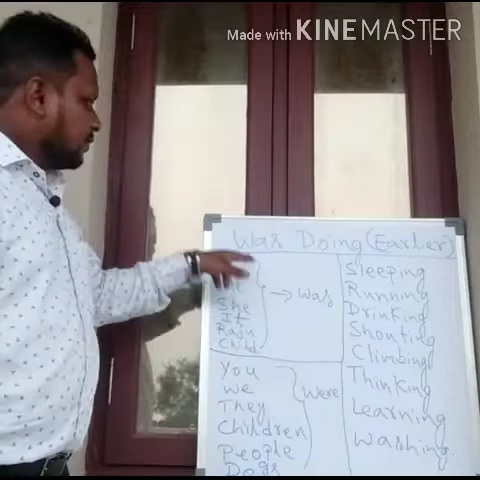 Made with KINEMASTER
Was Doing (Earlier)
She
It
Raju
Child
→ was
You
We
They
Children
People
Dogs
Were
Sleeping
Running
Drinking
Shouting
Climbing
Thinking
Learning
Washing